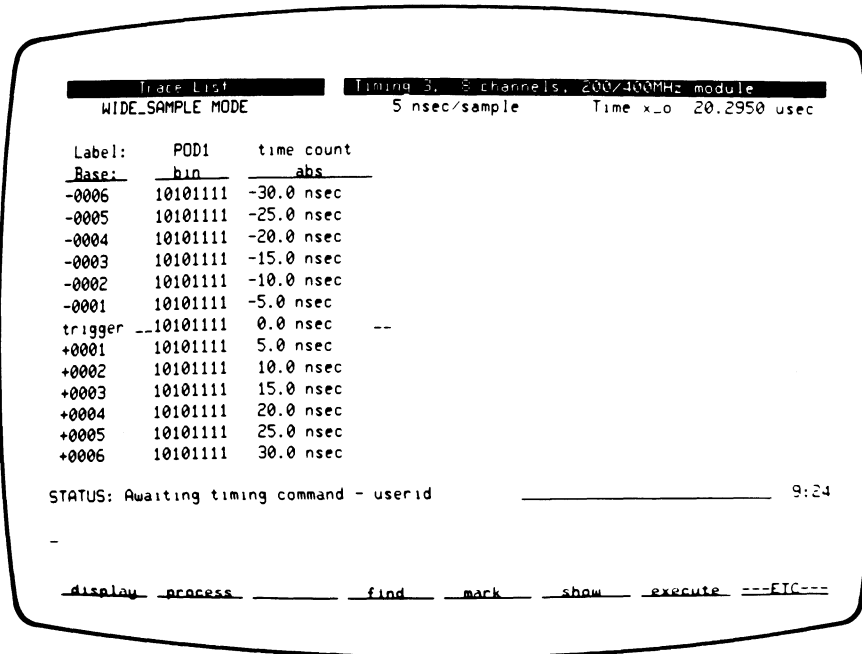 Trace List Timing 3, 8 channels, 200/400MHz module
WIDE_SAMPLE MODE 5 nsec/sample Time x_o 20.2950 usec
Label: POD1 time count
Base: bin abs
-0006 10101111 -30.0 nsec
-0005 10101111 -25.0 nsec
-0004 10101111 -20.0 nsec
-0003 10101111 -15.0 nsec
-0002 10101111 -10.0 nsec
-0001 10101111 -5.0 nsec
trigger __10101111 0.0 nsec __
+0001 10101111 5.0 nsec
+0002 10101111 10.0 nsec
+0003 10101111 15.0 nsec
+0004 10101111 20.0 nsec
+0005 10101111 25.0 nsec
+0006 10101111 30.0 nsec
STATUS: Awaiting timing command - userid 9:24
_
display process find mark show execute ---ETC---